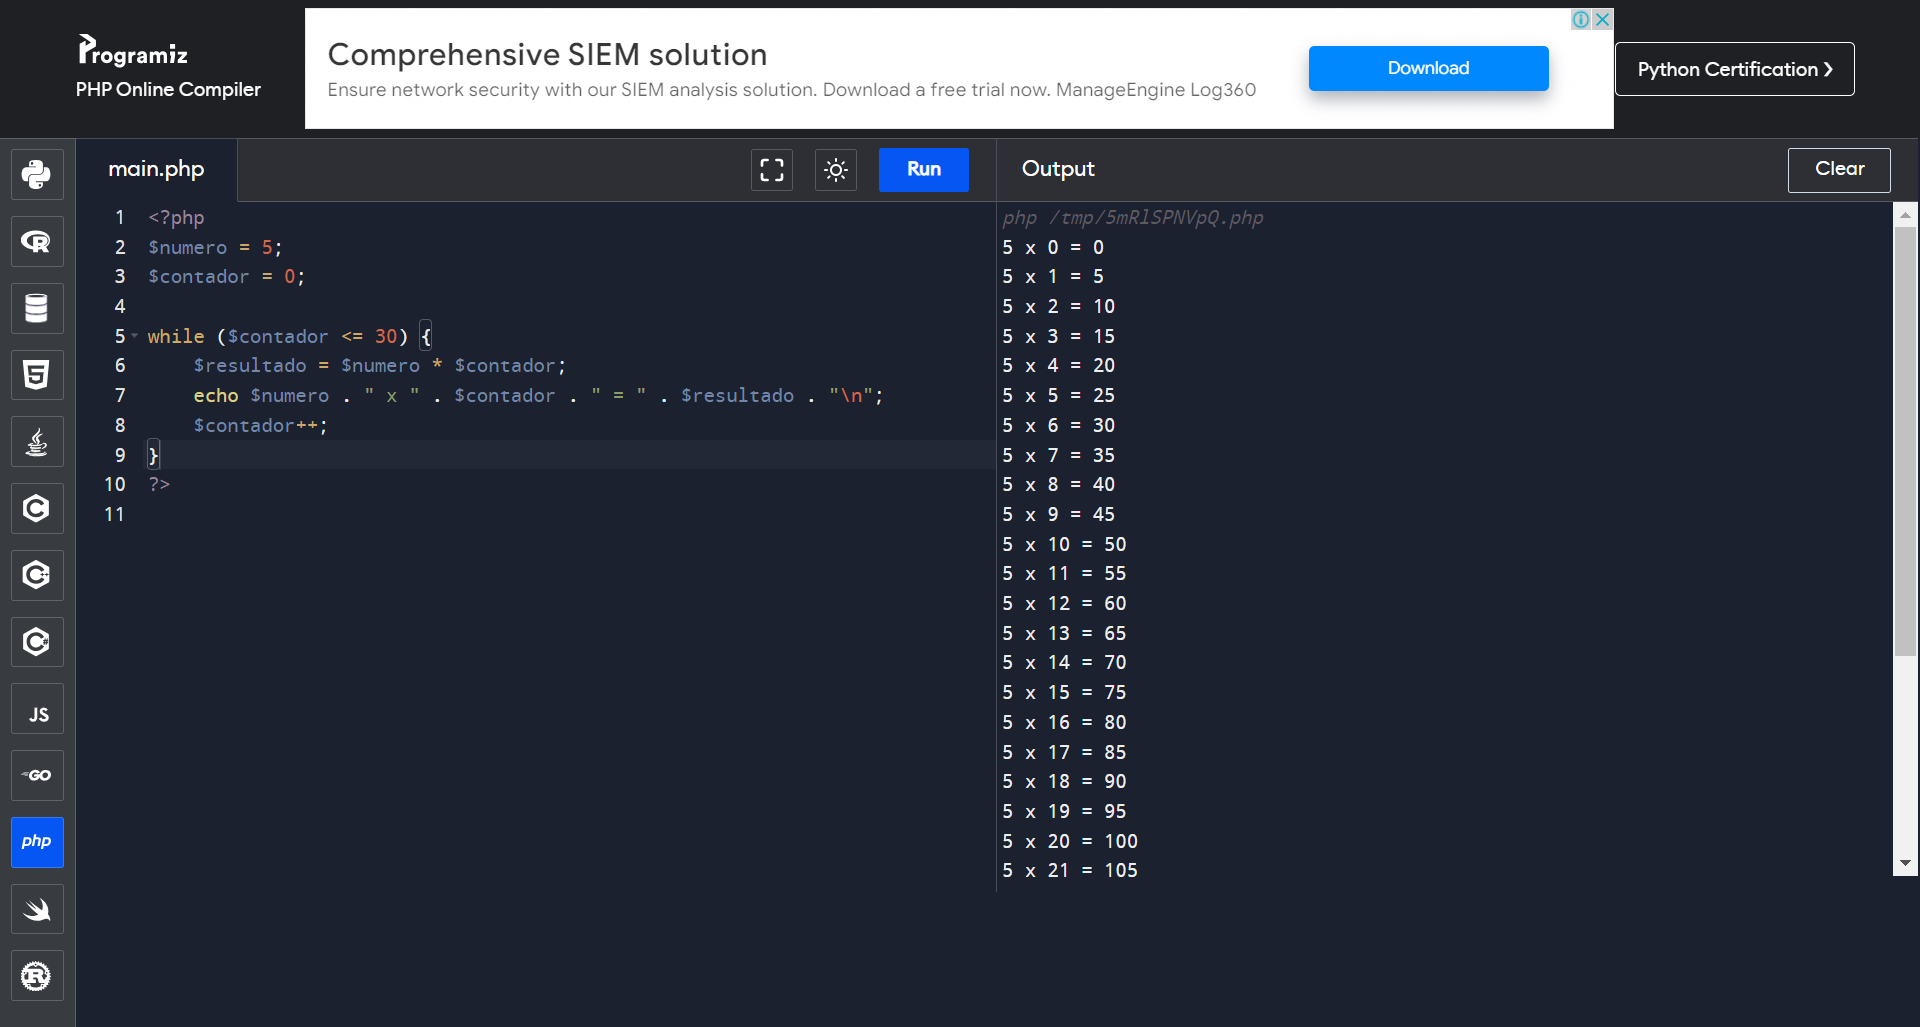 Programiz
PHP Online Compiler
Comprehensive SIEM solution
Ensure network security with our SIEM analysis solution. Download a free trial now. ManageEngine Log360
Download
Python Certification ❯
main.php
Run
Output
Clear
1 <?php
2 $numero = 5;
3 $contador = 0;
4
5 while ($contador <= 30) {
6     $resultado = $numero * $contador;
7     echo $numero . " x " . $contador . " = " . $resultado . "\n";
8     $contador++;
9 }
10 ?>
11
php /tmp/5mRlSPNVpQ.php
5 x 0 = 0
5 x 1 = 5
5 x 2 = 10
5 x 3 = 15
5 x 4 = 20
5 x 5 = 25
5 x 6 = 30
5 x 7 = 35
5 x 8 = 40
5 x 9 = 45
5 x 10 = 50
5 x 11 = 55
5 x 12 = 60
5 x 13 = 65
5 x 14 = 70
5 x 15 = 75
5 x 16 = 80
5 x 17 = 85
5 x 18 = 90
5 x 19 = 95
5 x 20 = 100
5 x 21 = 105
R
5
C
C++
C#
JS
GO
php
R